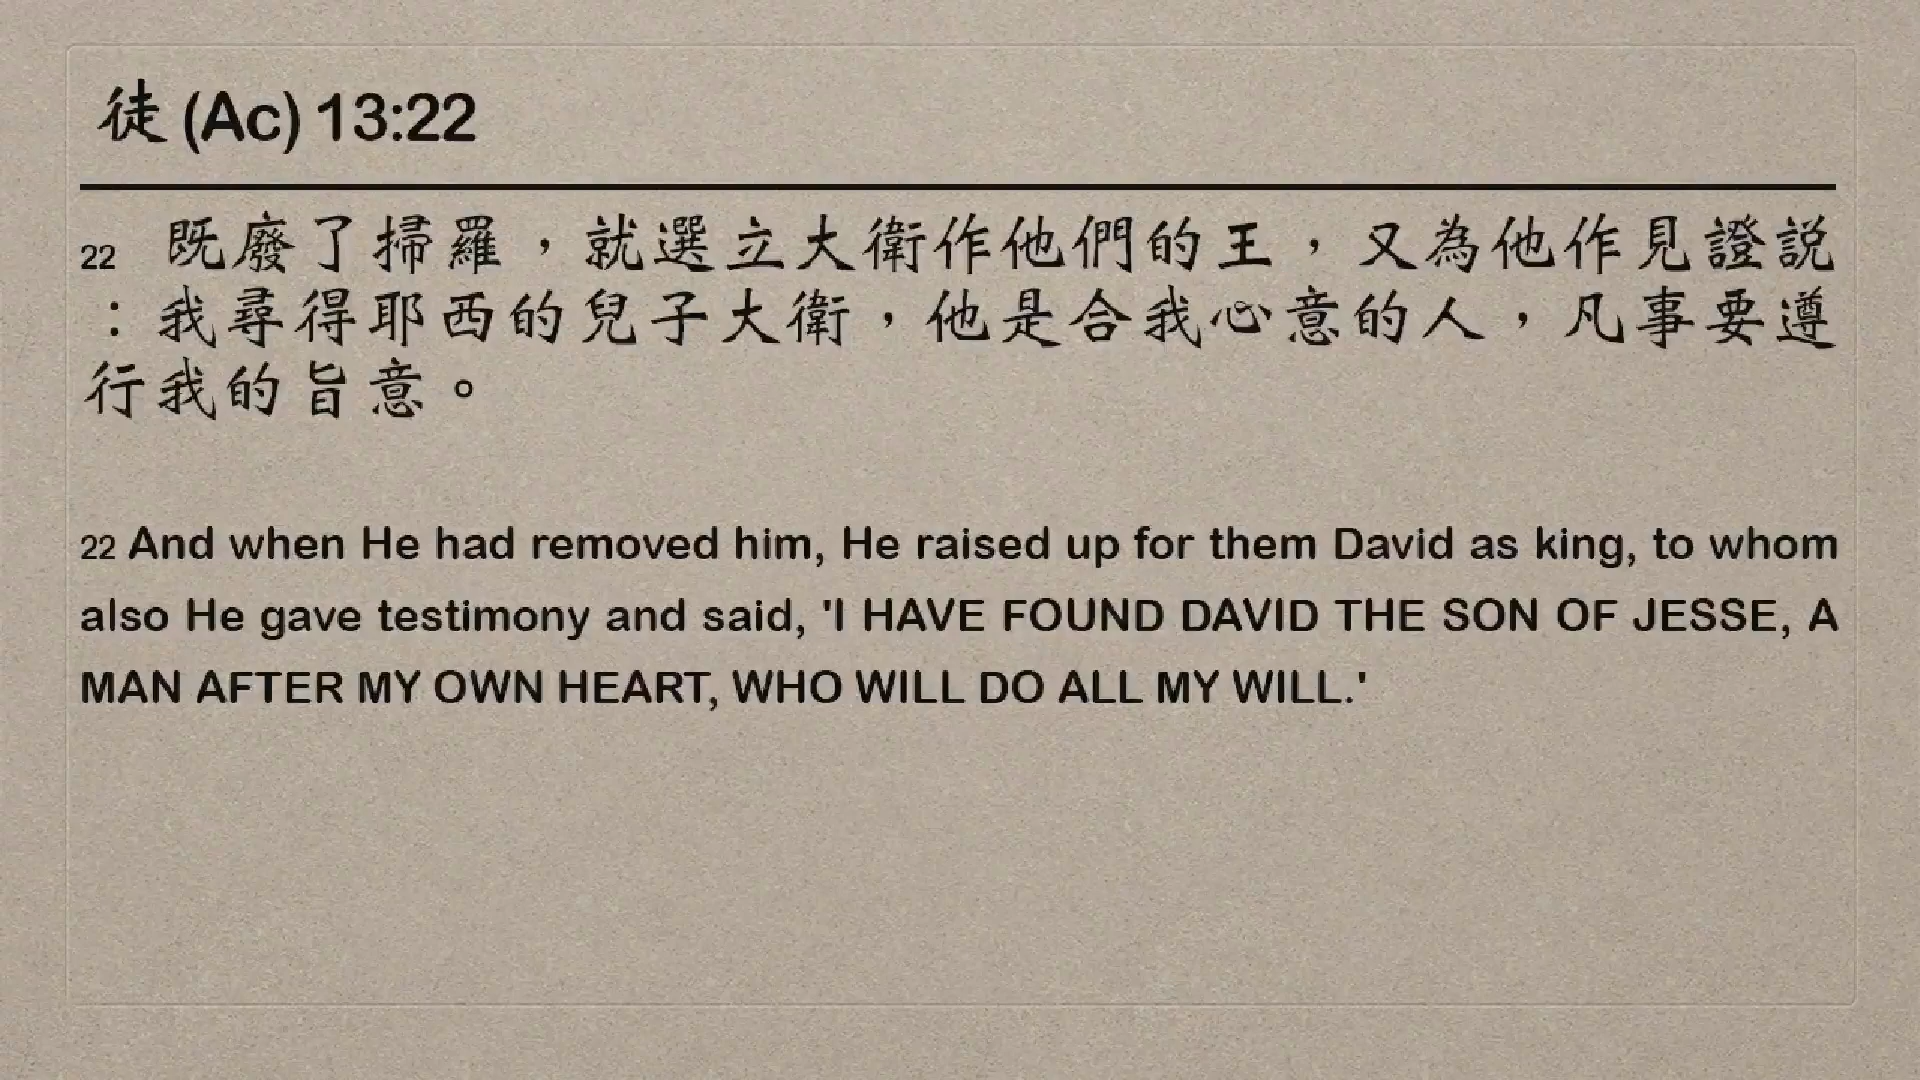 徒 (Ac) 13:22
22 既廢了掃羅，就選立大衛作他們的王，又為他作見證説
：我尋得耶西的兒子大衛，他是合我心意的人，凡事要遵
行我的旨意。
22 And when He had removed him, He raised up for them David as king, to whom
also He gave testimony and said, 'I HAVE FOUND DAVID THE SON OF JESSE, A
MAN AFTER MY OWN HEART, WHO WILL DO ALL MY WILL.'